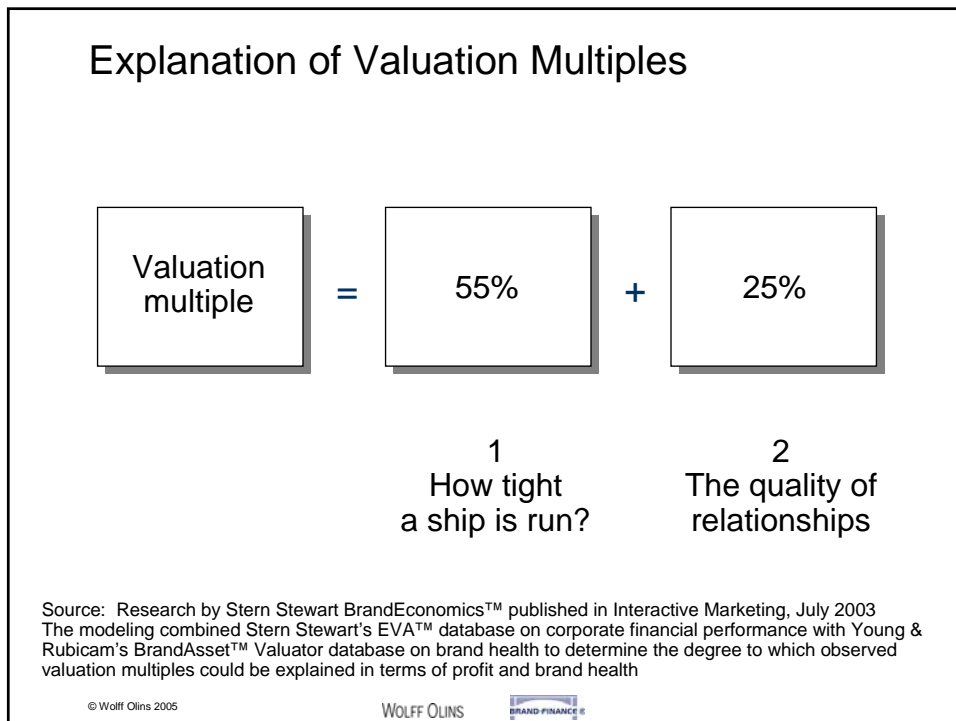 Explanation of Valuation Multiples
Valuation
multiple
=
55%
+
25%
1
How tight
a ship is run?
2
The quality of
relationships
Source:  Research by Stern Stewart BrandEconomics™ published in Interactive Marketing, July 2003
The modeling combined Stern Stewart's EVA™ database on corporate financial performance with Young &
Rubicam's BrandAsset™ Valuator database on brand health to determine the degree to which observed
valuation multiples could be explained in terms of profit and brand health
© Wolff Olins 2005
WOLFF OLINS
BRAND FINANCE ®